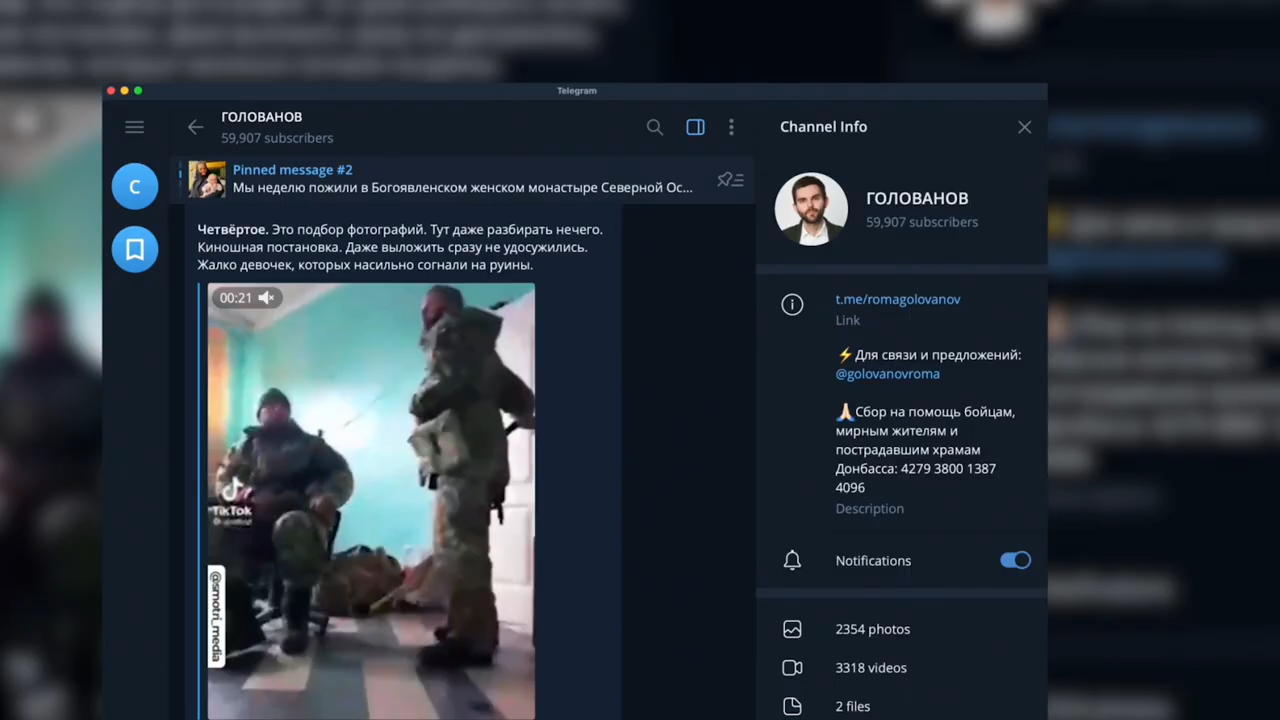 Telegram
ГОЛОВАНОВ
59,907 subscribers
Pinned message #2
Мы неделю пожили в Богоявленском женском монастыре Северной Ос...
С
Четвёртое. Это подбор фотографий. Тут даже разбирать нечего.
Киношная постановка. Даже выложить сразу не удосужились.
Жалко девочек, которых насильно согнали на руины.
00:21
TikTok
@smotri_media
Channel Info
ГОЛОВАНОВ
59,907 subscribers
t.me/romagolovanov
Link
⚡Для связи и предложений:
@golovanovroma
🙏🏻Сбор на помощь бойцам,
мирным жителям и
пострадавшим храмам
Донбасса: 4279 3800 1387
4096
Description
Notifications
2354 photos
3318 videos
2 files